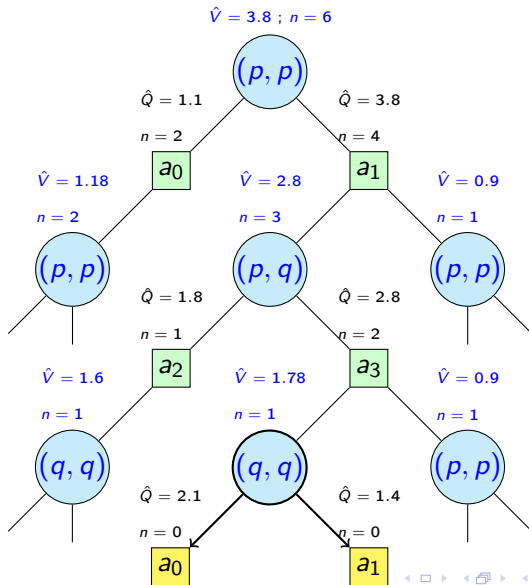 V̂ = 3.8 ; n = 6
(p, p)
Q̂ = 1.1
Q̂ = 3.8
n = 2
n = 4
a₀
a₁
V̂ = 1.18
V̂ = 2.8
V̂ = 0.9
n = 2
n = 3
n = 1
(p, p)
(p, q)
(p, p)
Q̂ = 1.8
Q̂ = 2.8
n = 1
n = 2
a₂
a₃
V̂ = 1.6
V̂ = 1.78
V̂ = 0.9
n = 1
n = 1
n = 1
(q, q)
(q, q)
(p, p)
Q̂ = 2.1
Q̂ = 1.4
n = 0
n = 0
a₀
a₁